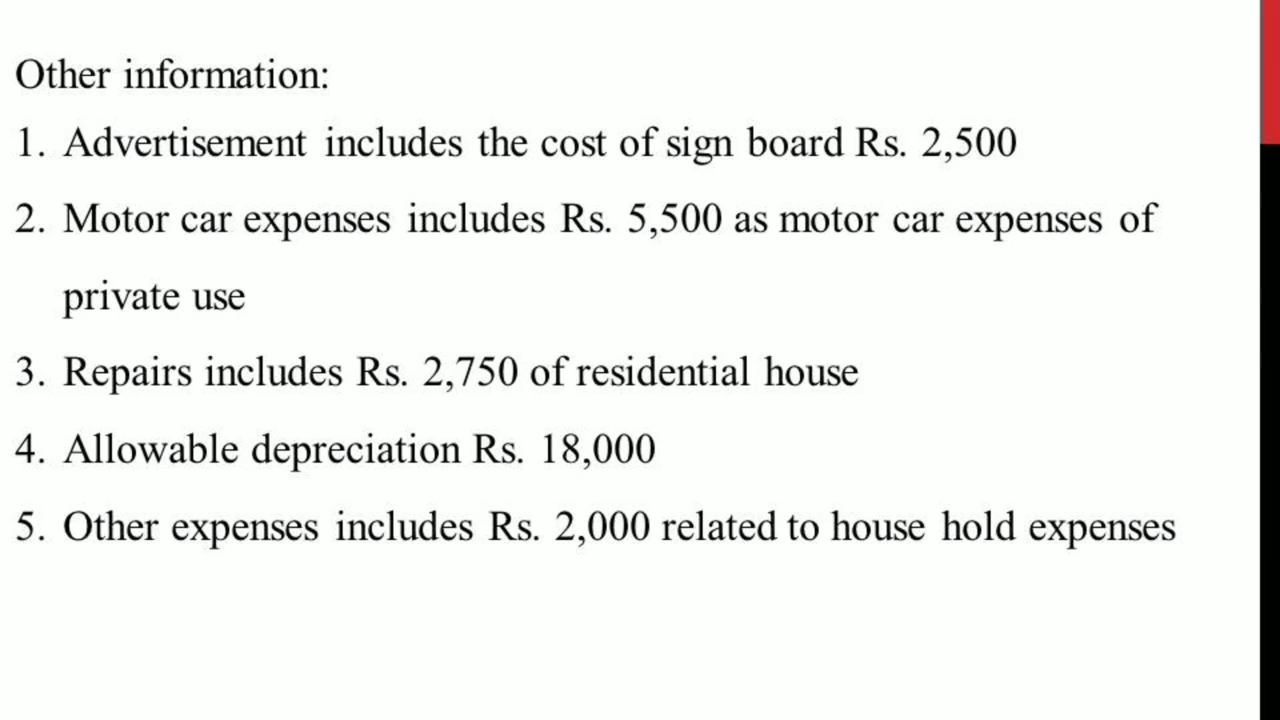 Other information:
1. Advertisement includes the cost of sign board Rs. 2,500
2. Motor car expenses includes Rs. 5,500 as motor car expenses of
private use
3. Repairs includes Rs. 2,750 of residential house
4. Allowable depreciation Rs. 18,000
5. Other expenses includes Rs. 2,000 related to house hold expenses